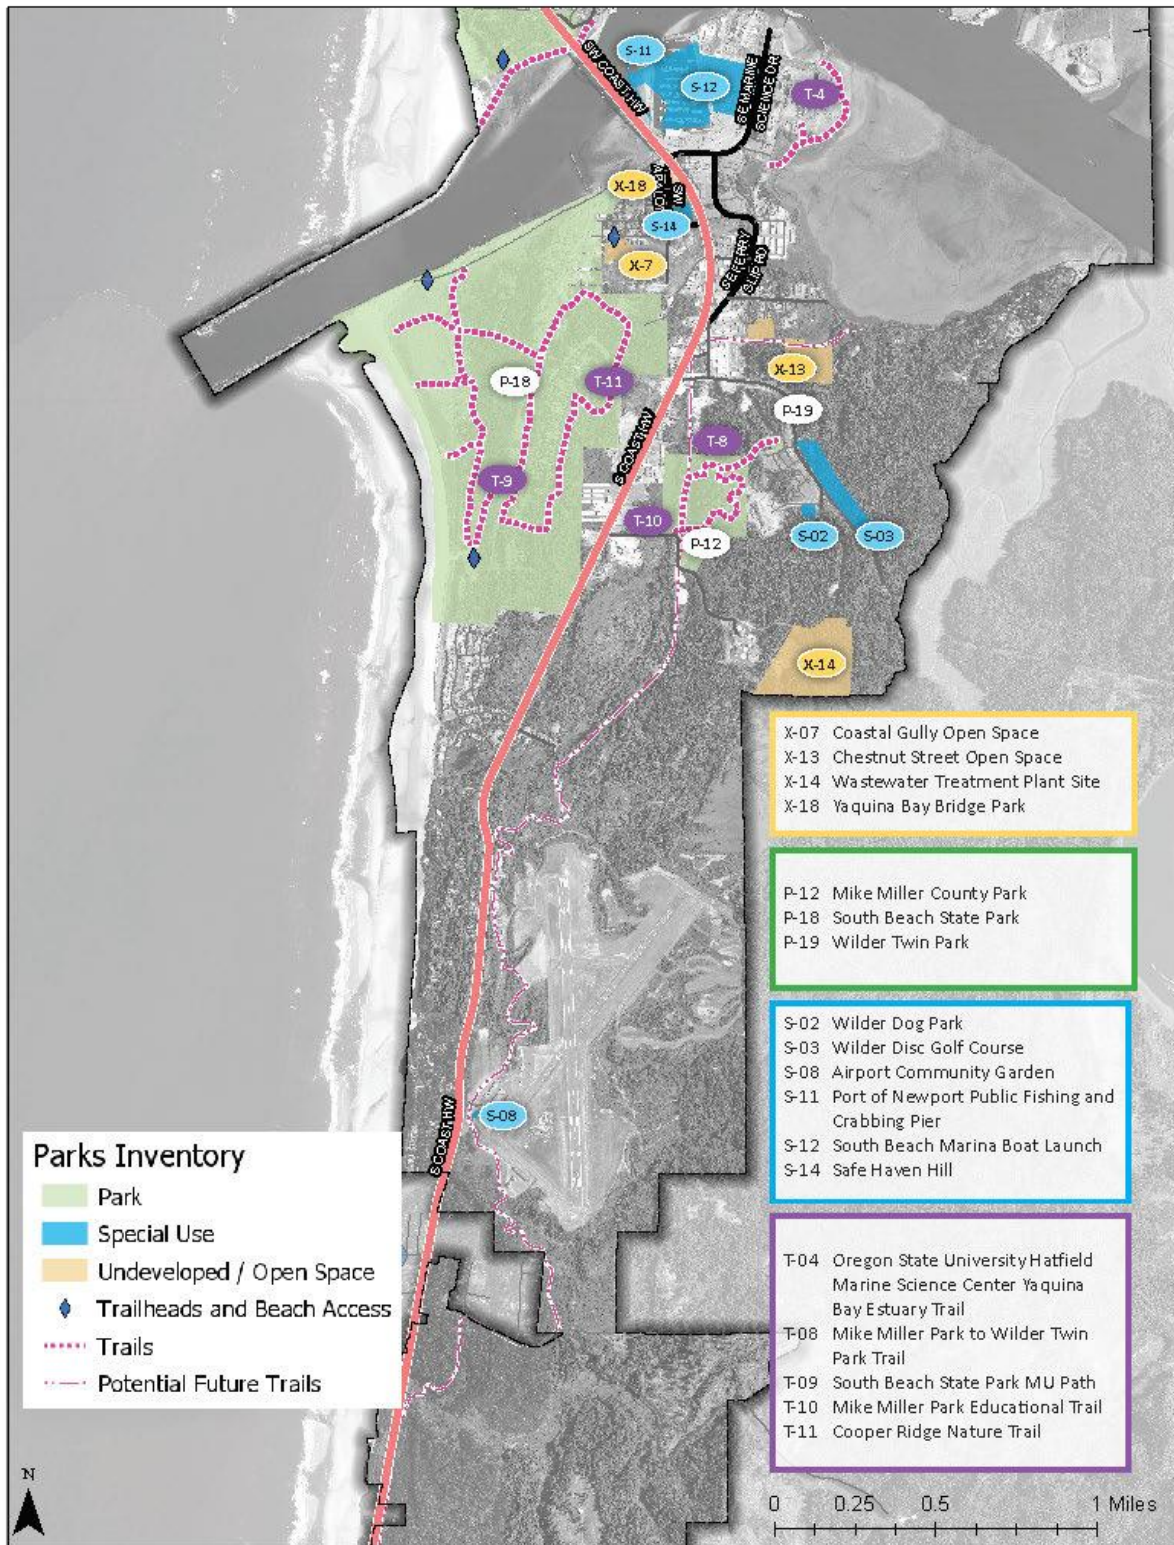 SW COAST HW
S-11
S-12
SE MARINE
SCIENCE DR
T-4
X-18
SW
ABALONE
S-14
X-7
SE FERRY
SLIP RD
X-13
P-18
T-11
P-19
T-8
S COAST HW
T-9
T-10
P-12
S-02
S-03
X-14
X-07 Coastal Gully Open Space
X-13 Chestnut Street Open Space
X-14 Wastewater Treatment Plant Site
X-18 Yaquina Bay Bridge Park
P-12 Mike Miller County Park
P-18 South Beach State Park
P-19 Wilder Twin Park
S-02 Wilder Dog Park
S-03 Wilder Disc Golf Course
S-08 Airport Community Garden
S-11 Port of Newport Public Fishing and
Crabbing Pier
S-12 South Beach Marina Boat Launch
S-14 Safe Haven Hill
S-08
S COAST HW
Parks Inventory
Park
Special Use
Undeveloped / Open Space
Trailheads and Beach Access
Trails
Potential Future Trails
T-04 Oregon State University Hatfield
Marine Science Center Yaquina
Bay Estuary Trail
T-08 Mike Miller Park to Wilder Twin
Park Trail
T-09 South Beach State Park MU Path
T-10 Mike Miller Park Educational Trail
T-11 Cooper Ridge Nature Trail
N
0 0.25 0.5 1 Miles